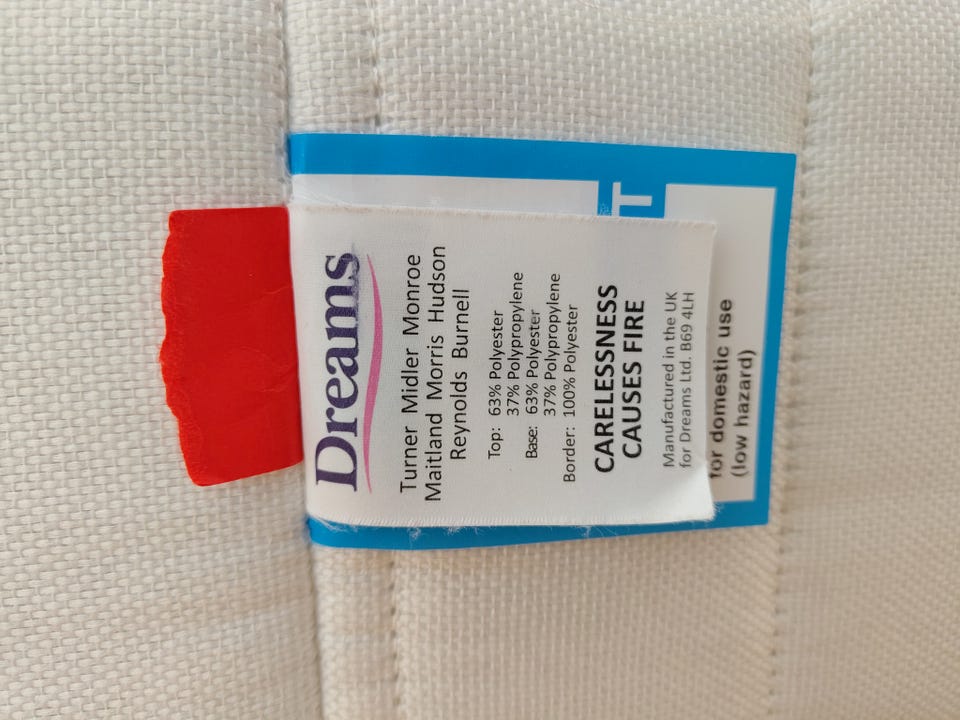 Dreams
Turner Midler Monroe
Maitland Morris Hudson
Reynolds Burnell
Top: 63% Polyester
37% Polypropylene
Base: 63% Polyester
37% Polypropylene
Border: 100% Polyester
CARELESSNESS
CAUSES FIRE
Manufactured in the UK
for Dreams Ltd. B69 4LH
T
for domestic use
(low hazard)